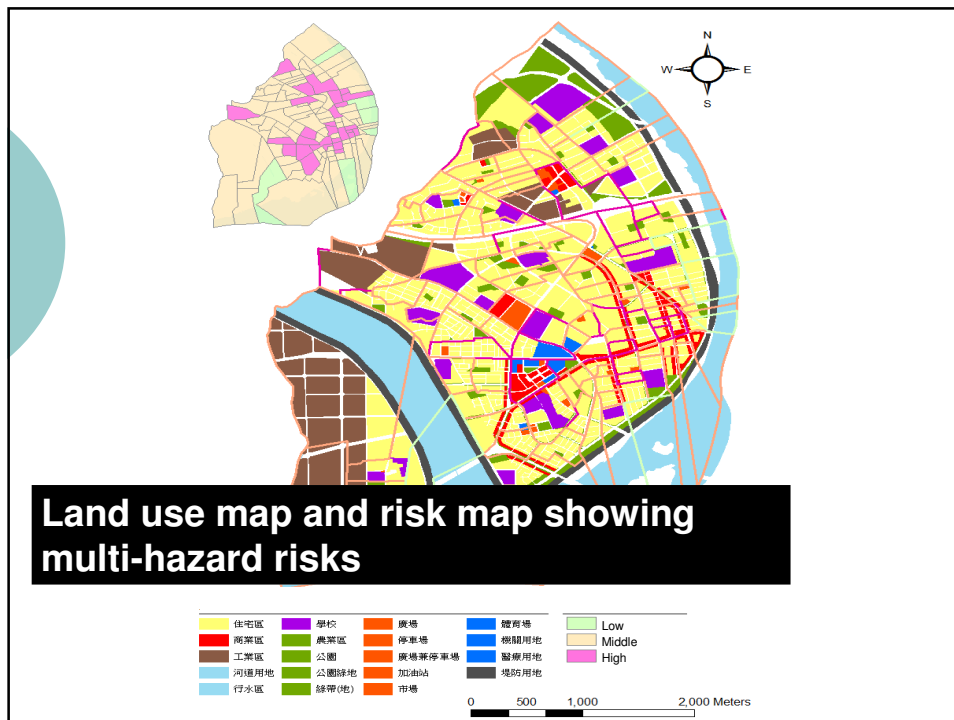 N
W E
S
Land use map and risk map showing
multi-hazard risks
住宅區 學校 廣場 體育場 Low
商業區 農業區 停車場 機關用地 Middle
工業區 公園 廣場兼停車場 醫療用地 High
河道用地 公園綠地 加油站 堤防用地
行水區 綠帶(地) 市場
0 500 1,000 2,000 Meters